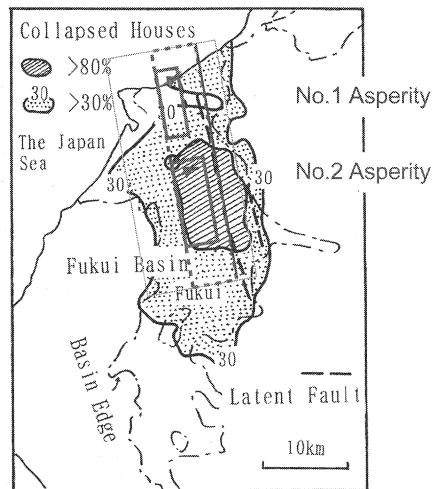 Collapsed Houses
>80%
30
>30%
The Japan
Sea
No.1 Asperity
0
No.2 Asperity
30
30
Fukui Basin
Fukui
30
Basin Edge
Latent Fault
10km